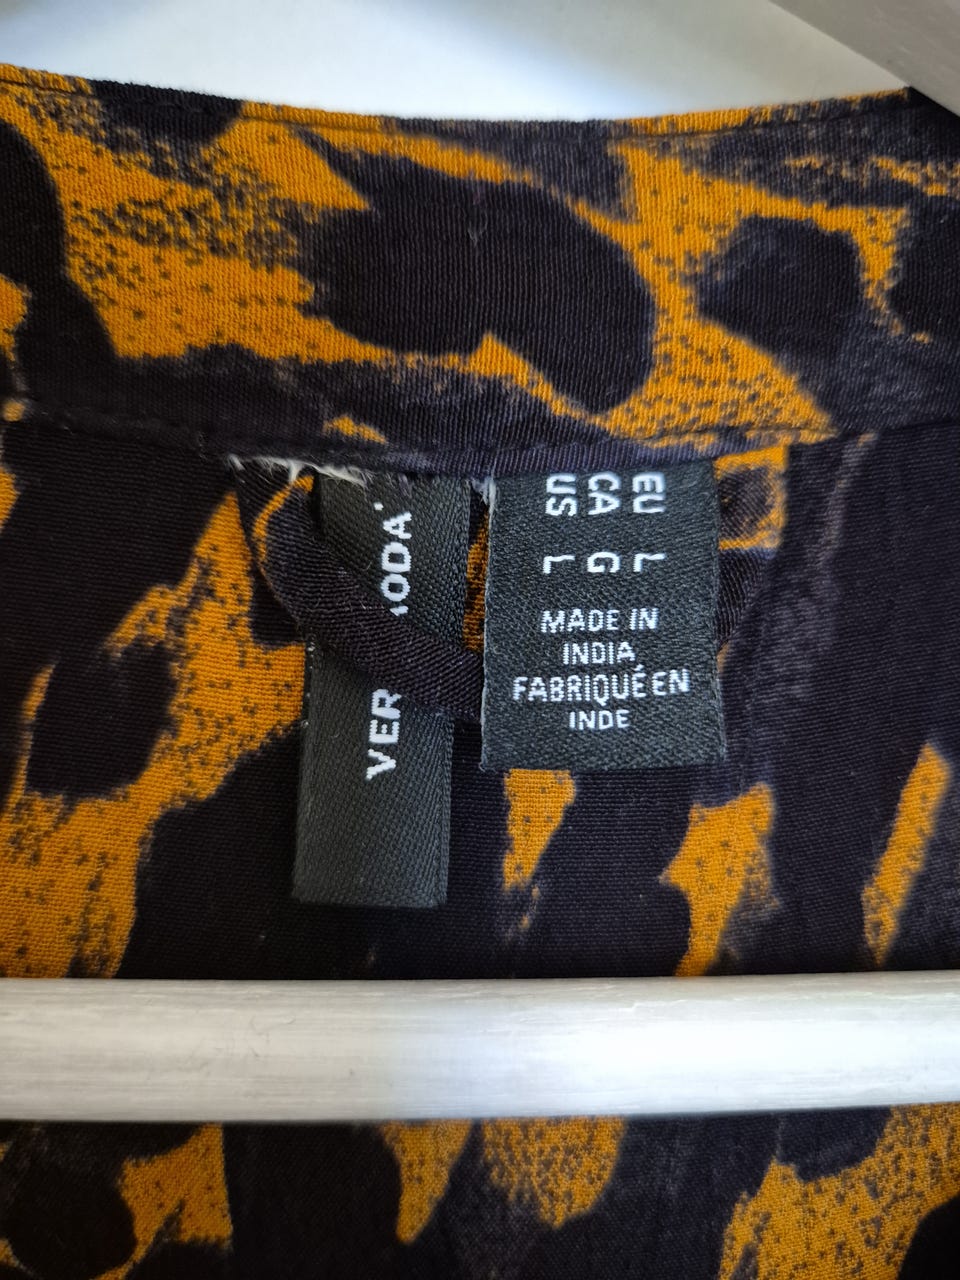 VER ODA
EU L
CA G
US L
MADE IN
INDIA
FABRIQUÉ EN
INDE